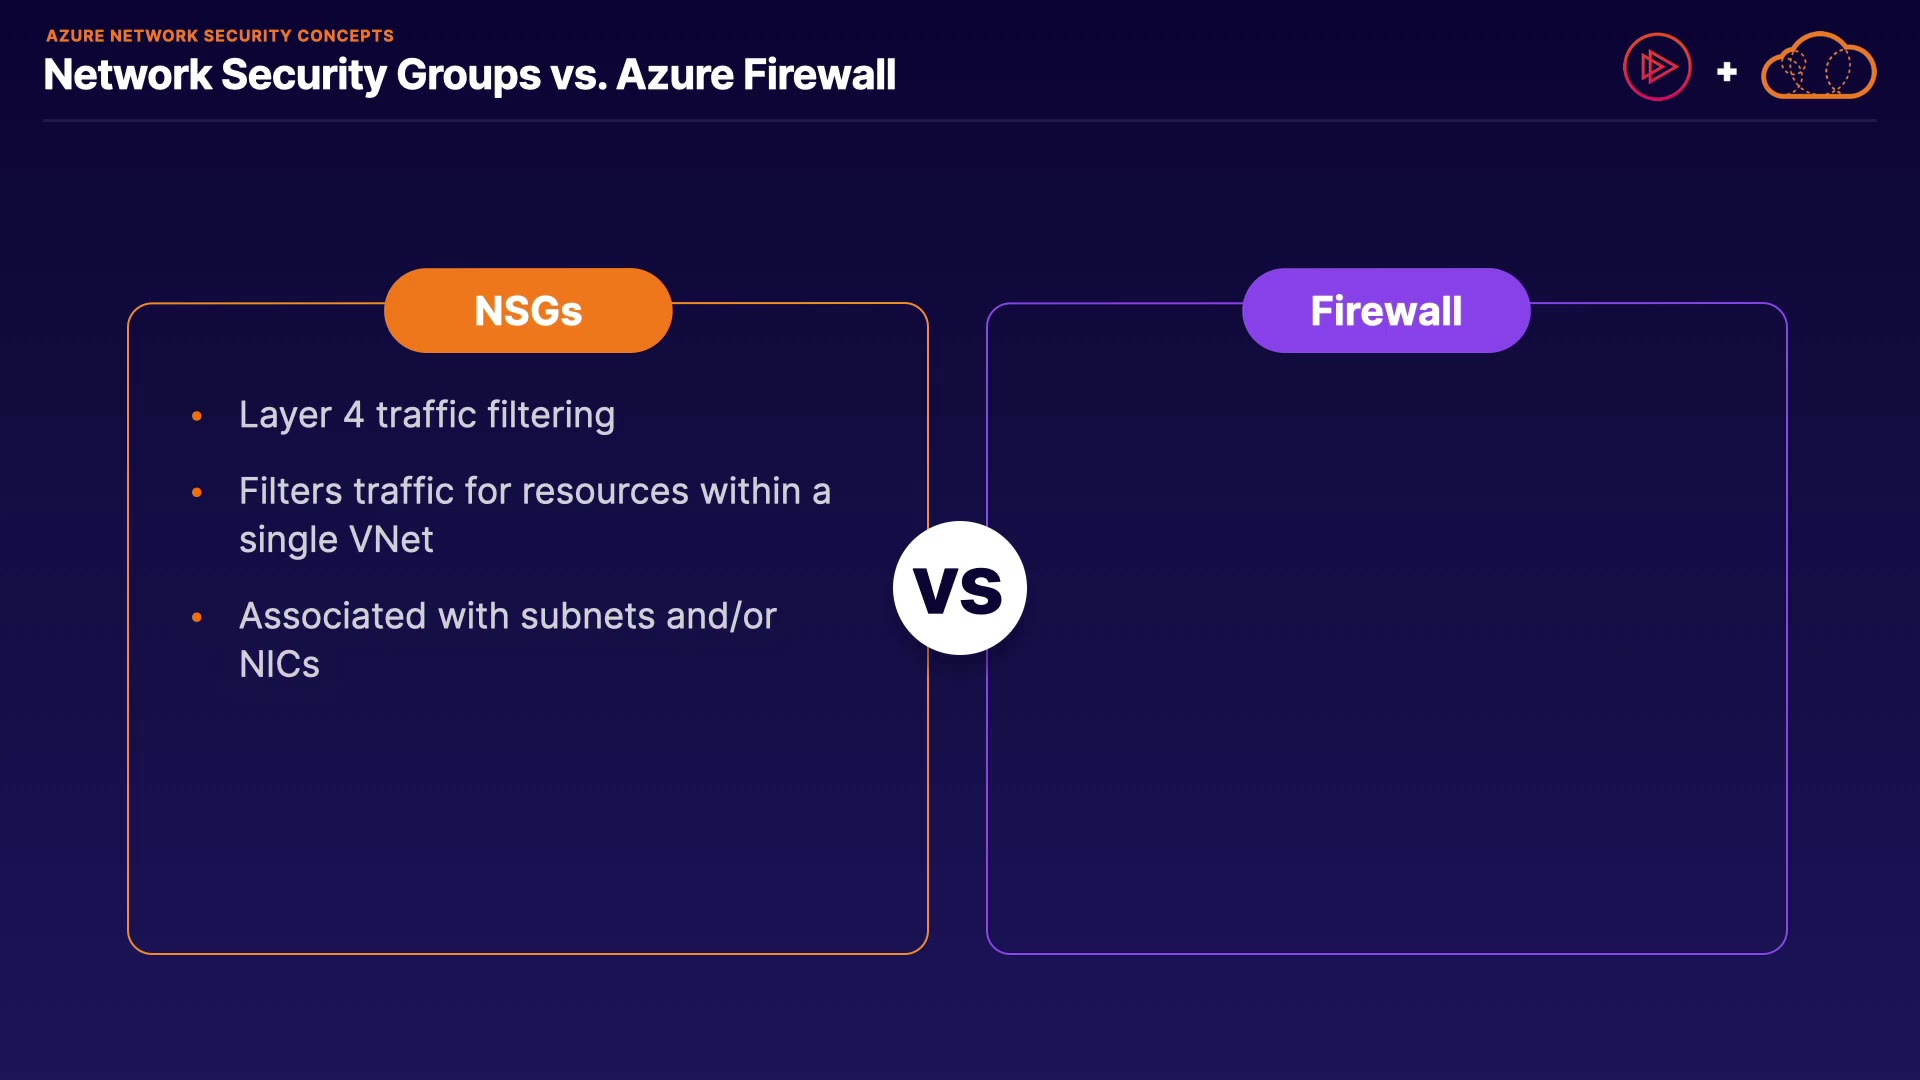 AZURE NETWORK SECURITY CONCEPTS
Network Security Groups vs. Azure Firewall
NSGs
• Layer 4 traffic filtering
• Filters traffic for resources within a
single VNet
• Associated with subnets and/or
NICs
VS
Firewall